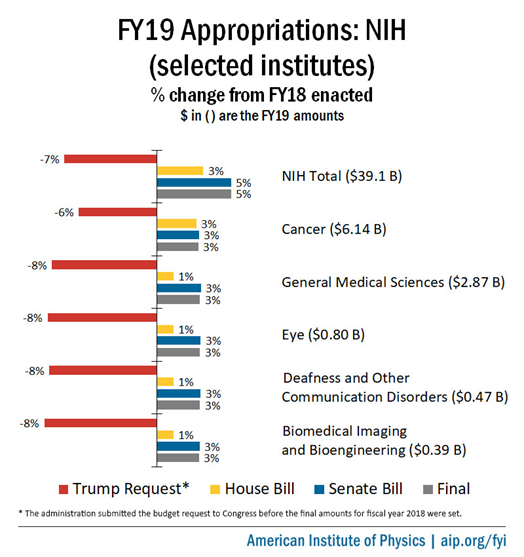 FY19 Appropriations: NIH
(selected institutes)
% change from FY18 enacted
$ in ( ) are the FY19 amounts
-7%
3%
5%
5%
NIH Total ($39.1 B)
-6%
3%
3%
3%
Cancer ($6.14 B)
-8%
1%
3%
3%
General Medical Sciences ($2.87 B)
-8%
1%
3%
3%
Eye ($0.80 B)
-8%
1%
3%
3%
Deafness and Other
Communication Disorders ($0.47 B)
-8%
1%
3%
3%
Biomedical Imaging
and Bioengineering ($0.39 B)
Trump Request* House Bill Senate Bill Final
* The administration submitted the budget request to Congress before the final amounts for fiscal year 2018 were set.
American Institute of Physics | aip.org/fyi